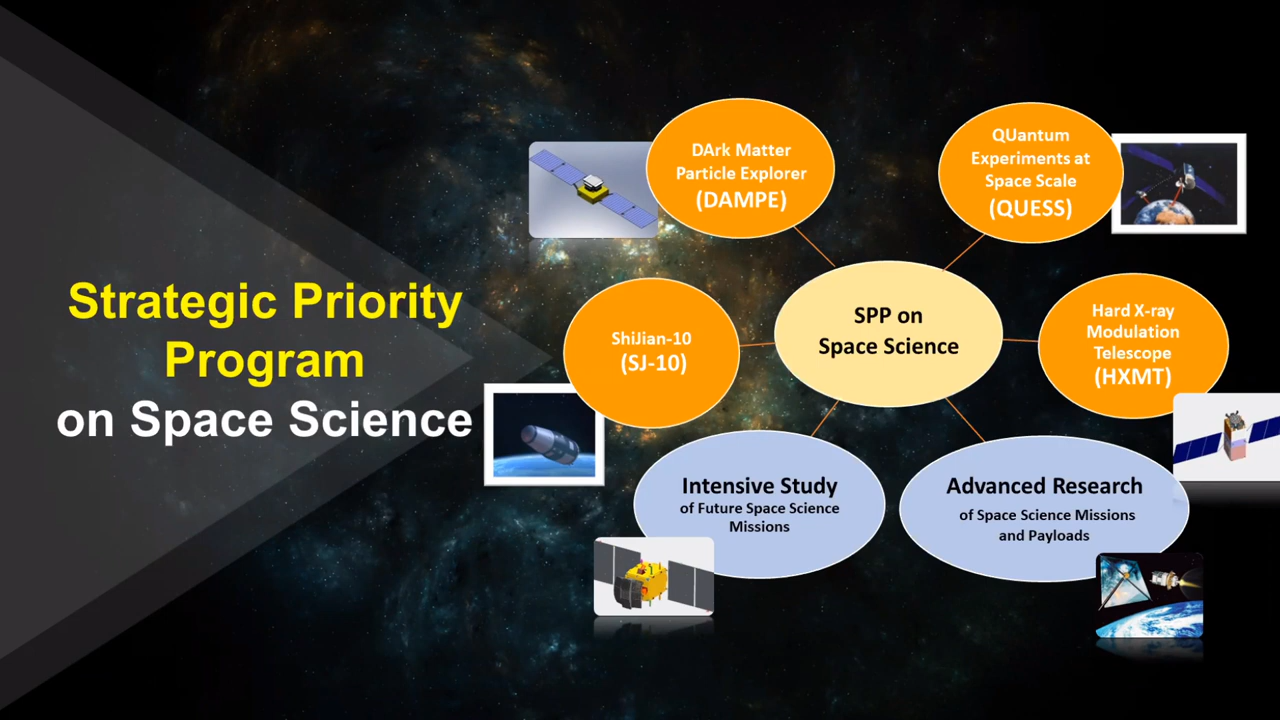 Strategic Priority
Program
on Space Science
DArk Matter
Particle Explorer
(DAMPE)
QUantum
Experiments at
Space Scale
(QUESS)
ShiJian-10
(SJ-10)
SPP on
Space Science
Hard X-ray
Modulation
Telescope
(HXMT)
Intensive Study
of Future Space Science
Missions
Advanced Research
of Space Science Missions
and Payloads